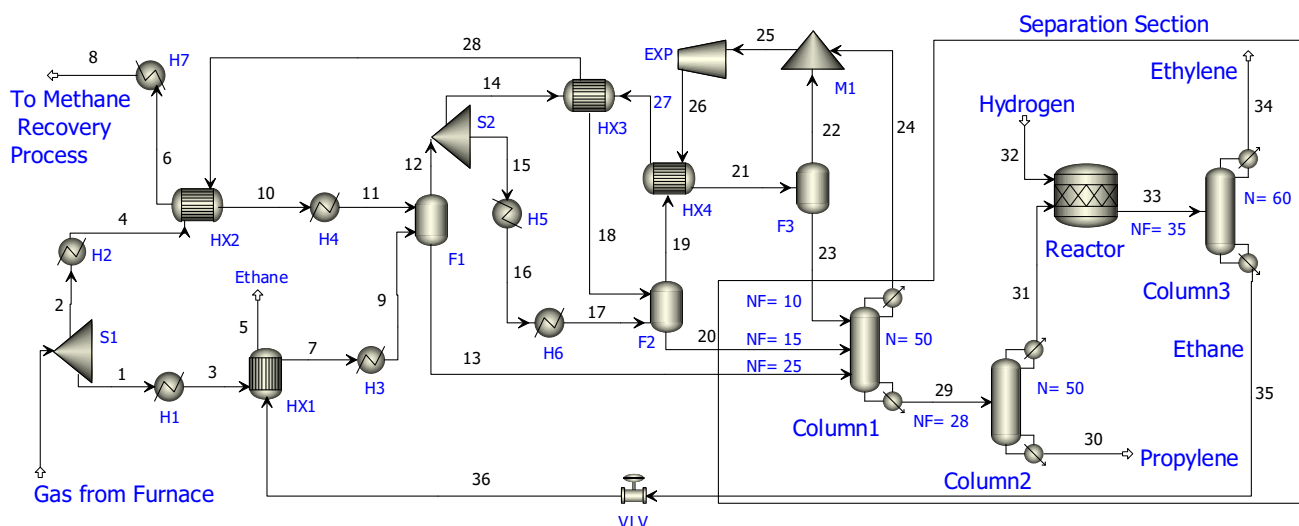 Separation Section
8
H7
28
25
EXP
Ethylene
To Methane
Recovery
Process
14
S2
HX3
27
26
M1
24
34
Hydrogen
6
12
15
22
32
4
10
11
21
HX2
H4
F1
H5
HX4
F3
33
NF= 35
N= 60
Reactor
H2
Ethane
9
16
18
19
23
31
Column3
2
S1
5
NF= 10
17
H6
F2
20
NF= 15
N= 50
Ethane
1
3
7
13
NF= 25
H1
HX1
H3
29
NF= 28
N= 50
35
Column1
30
Propylene
Column2
Gas from Furnace
36
VLV